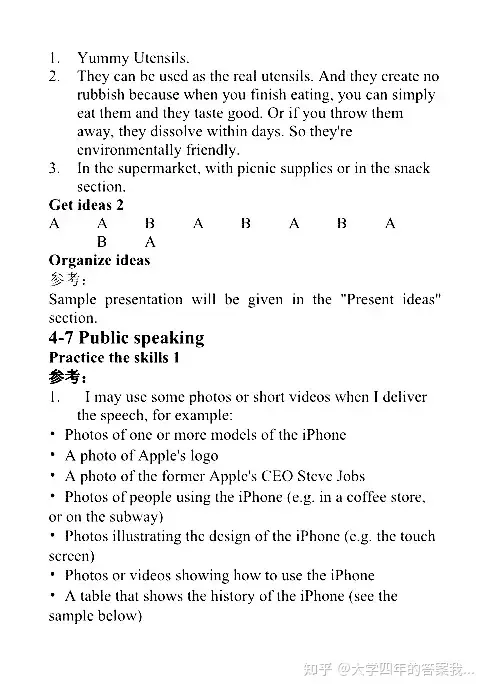 1. Yummy Utensils.
2. They can be used as the real utensils. And they create no
rubbish because when you finish eating, you can simply
eat them and they taste good. Or if you throw them
away, they dissolve within days. So they're
environmentally friendly.
3. In the supermarket, with picnic supplies or in the snack
section.
Get ideas 2
A A B A B A B A
B A
Organize ideas
参考:
Sample presentation will be given in the "Present ideas"
section.
4-7 Public speaking
Practice the skills 1
参考:
1. I may use some photos or short videos when I deliver
the speech, for example:
• Photos of one or more models of the iPhone
• A photo of Apple's logo
• A photo of the former Apple's CEO Steve Jobs
• Photos of people using the iPhone (e.g. in a coffee store,
or on the subway)
• Photos illustrating the design of the iPhone (e.g. the touch
screen)
• Photos or videos showing how to use the iPhone
• A table that shows the history of the iPhone (see the
sample below)
知乎 @大学四年的答案我...